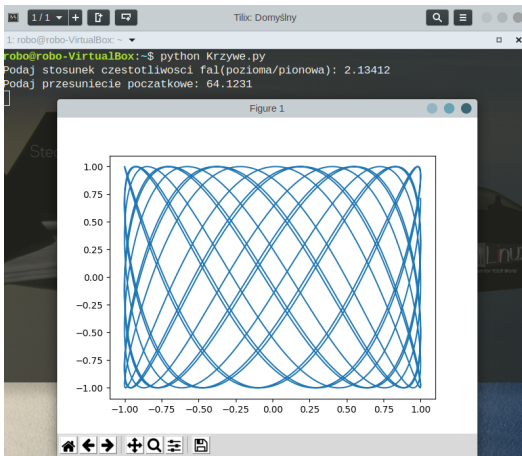 1 / 1
Tilix: Domyślny
1: robo@robo-VirtualBox: ~
robo@robo-VirtualBox:~$ python Krzywe.py
Podaj stosunek czestotliwosci fal(pozioma/pionowa): 2.13412
Podaj przesuniecie poczatkowe: 64.1231
Figure 1
1.00
0.75
0.50
0.25
0.00
−0.25
−0.50
−0.75
−1.00
−1.00 −0.75 −0.50 −0.25 0.00 0.25 0.50 0.75 1.00